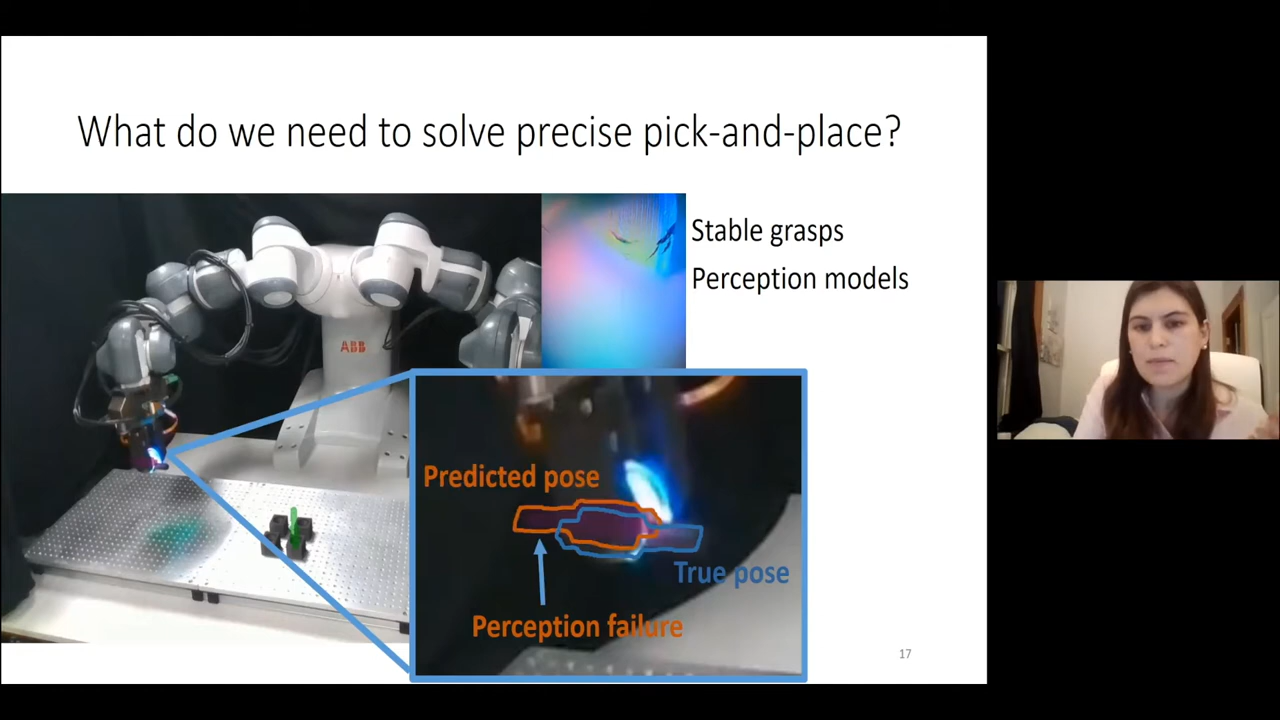 What do we need to solve precise pick-and-place?
Stable grasps
Perception models
ABB
Predicted pose
True pose
Perception failure
17